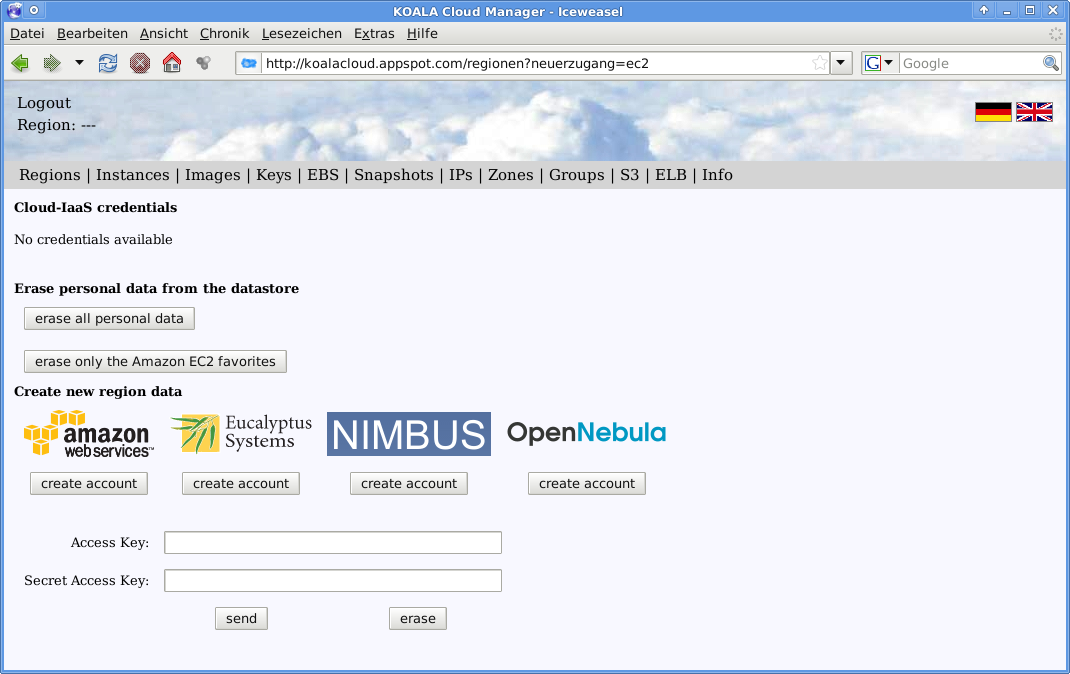 KOALA Cloud Manager - Iceweasel
Datei Bearbeiten Ansicht Chronik Lesezeichen Extras Hilfe
http://koalacloud.appspot.com/regionen?neuerzugang=ec2 G Google
Logout
Region: ---
Regions | Instances | Images | Keys | EBS | Snapshots | IPs | Zones | Groups | S3 | ELB | Info
Cloud-IaaS credentials
No credentials available
Erase personal data from the datastore
erase all personal data
erase only the Amazon EC2 favorites
Create new region data
amazon webservices™ Eucalyptus Systems NIMBUS OpenNebula
create account create account create account create account
Access Key:
Secret Access Key:
send erase